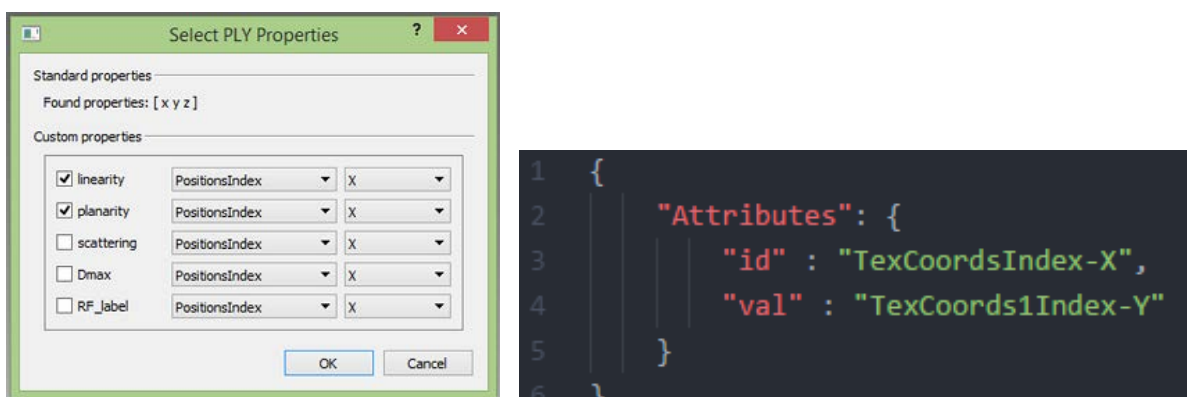 Select PLY Properties ? ×
Standard properties
Found properties: [ x y z ]
Custom properties
linearity PositionsIndex X
planarity PositionsIndex X
scattering PositionsIndex X
Dmax PositionsIndex X
RF_label PositionsIndex X
OK Cancel
1 {
2 "Attributes": {
3 "id" : "TexCoordsIndex-X",
4 "val" : "TexCoords1Index-Y"
5 }
6 }